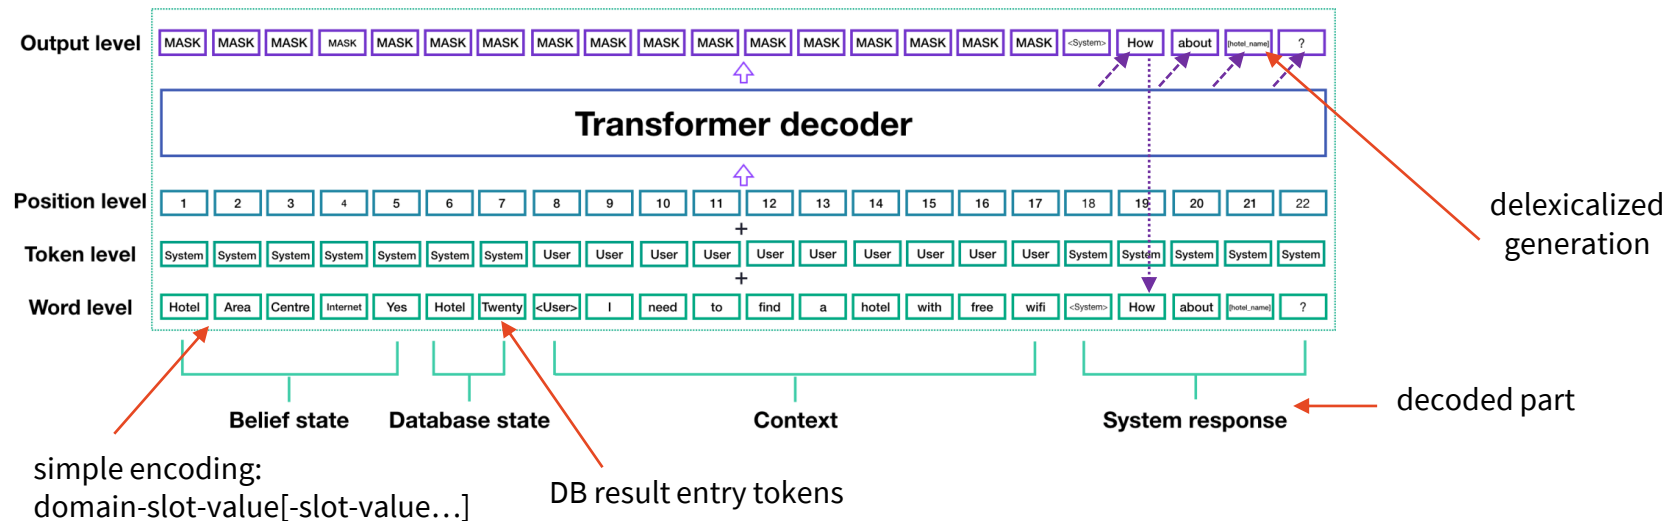 Output level MASK MASK MASK MASK MASK MASK MASK MASK MASK MASK MASK MASK MASK MASK MASK MASK MASK <System> How about [hotel_name] ?
Transformer decoder
Position level 1 2 3 4 5 6 7 8 9 10 11 12 13 14 15 16 17 18 19 20 21 22
+
Token level System System System System System System System User User User User User User User User User User System System System System System
+
Word level Hotel Area Centre Internet Yes Hotel Twenty <User> I need to find a hotel with free wifi <System> How about [hotel_name] ?
delexicalized
generation
Belief state Database state Context System response
decoded part
simple encoding:
domain-slot-value[-slot-value…]
DB result entry tokens